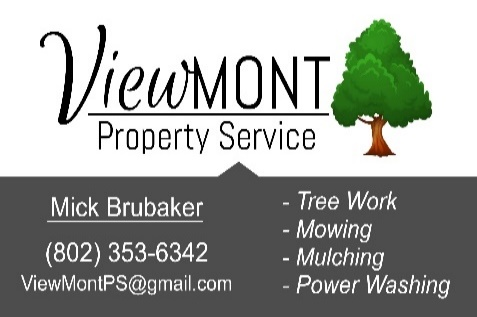 ViewMONT
Property Service
Mick Brubaker
(802) 353-6342
ViewMontPS@gmail.com
- Tree Work
- Mowing
- Mulching
- Power Washing